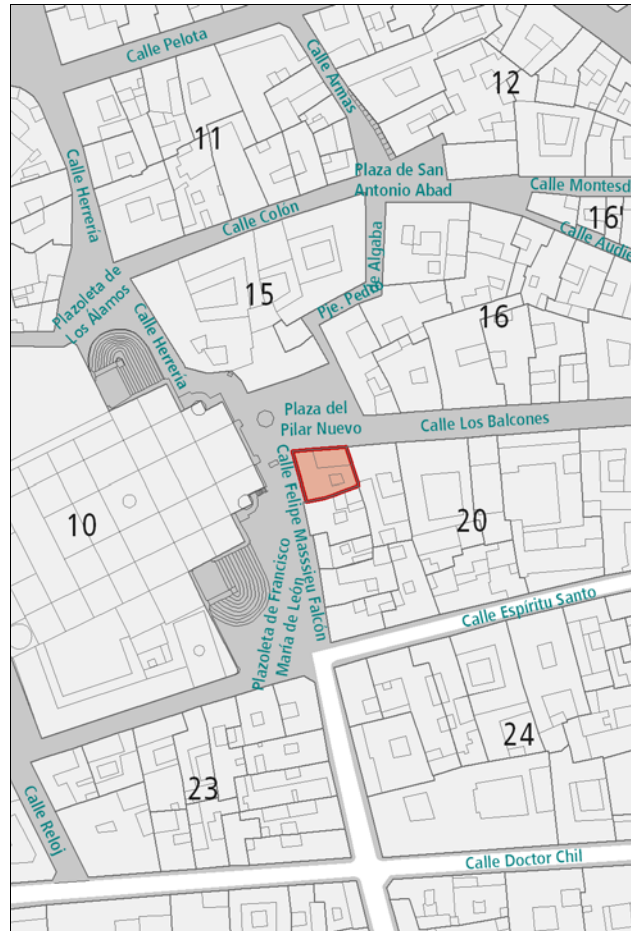 Calle Pelota
Calle Armas
12
11
Plaza de San
Antonio Abad
Calle Montesd
Calle Herrería
Calle Colón
16'
Calle Audie
Pje. Pedro
de Algaba
15
Plazoleta de
Los Álamos
Calle Herrería
16
Plaza del
Pilar Nuevo
Calle Los Balcones
Calle Felipe Masssieu Falcón
10
20
Plazoleta de Francisco
María de León
Calle Espíritu Santo
24
23
Calle Reloj
Calle Doctor Chil